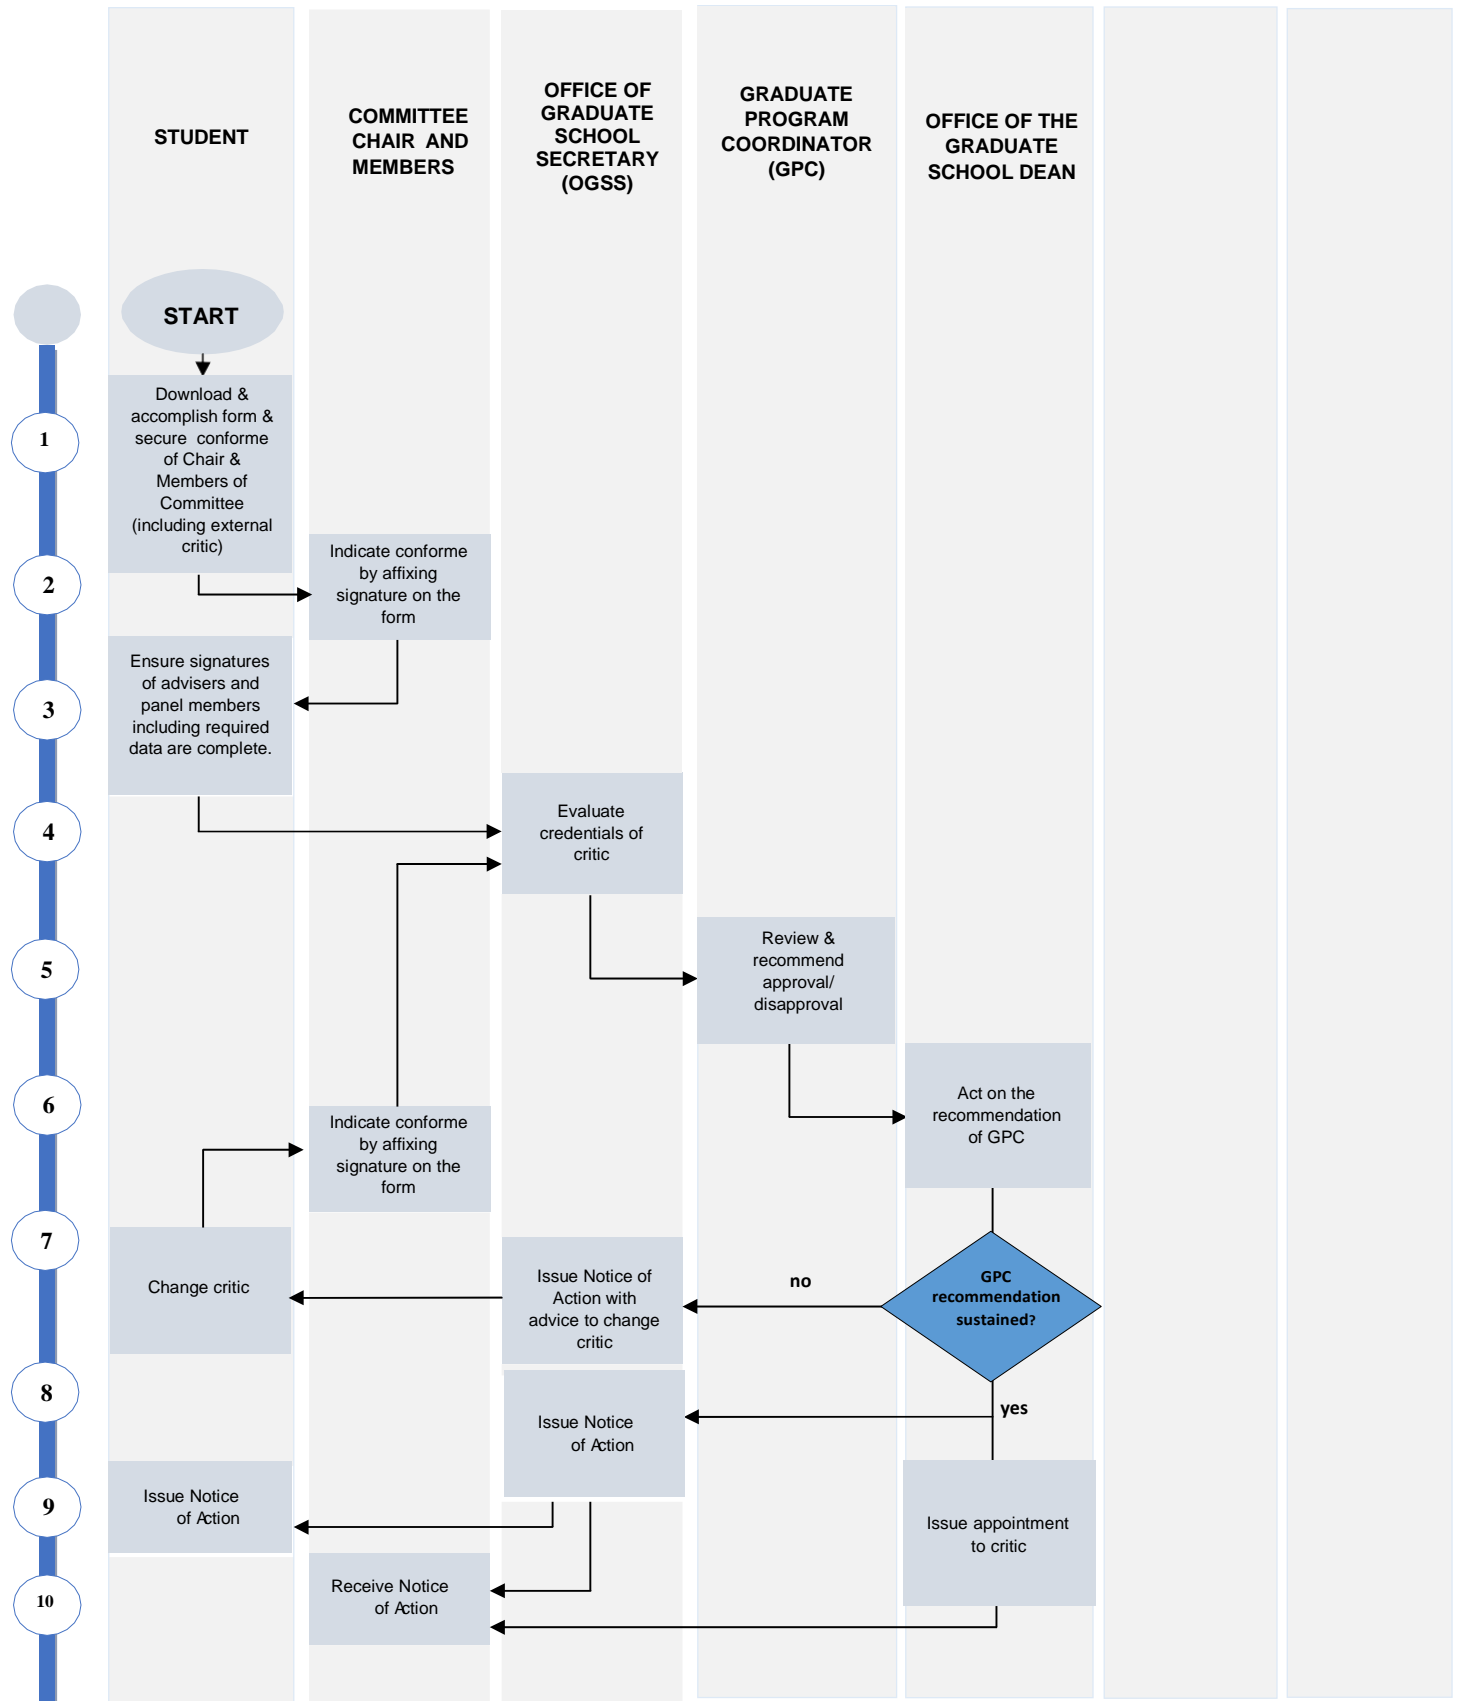 STUDENT
COMMITTEE
CHAIR AND
MEMBERS
OFFICE OF
GRADUATE
SCHOOL
SECRETARY
(OGSS)
GRADUATE
PROGRAM
COORDINATOR
(GPC)
OFFICE OF THE
GRADUATE
SCHOOL DEAN
START
1
Download &
accomplish form &
secure conforme
of Chair &
Members of
Committee
(including external
critic)
2
Indicate conforme
by affixing
signature on the
form
3
Ensure signatures
of advisers and
panel members
including required
data are complete.
4
Evaluate
credentials of
critic
5
Review &
recommend
approval/
disapproval
6
Indicate conforme
by affixing
signature on the
form
Act on the
recommendation
of GPC
7
Change critic
Issue Notice of
Action with
advice to change
critic
no
GPC
recommendation
sustained?
8
Issue Notice
of Action
yes
9
Issue Notice
of Action
Issue appointment
to critic
10
Receive Notice
of Action